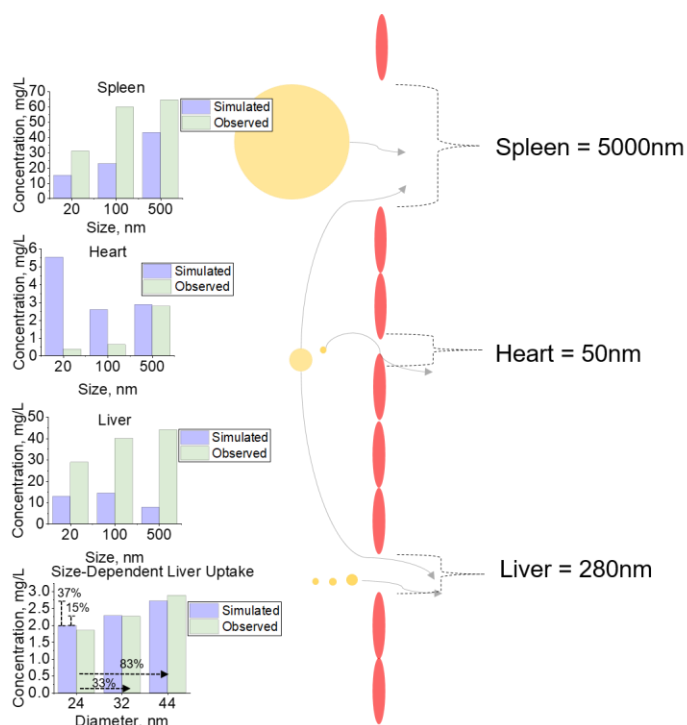 Spleen
Concentration, mg/L
70
60
50
40
30
20
10
0
Simulated
Observed
20 100 500
Size, nm
Spleen = 5000nm
Heart
Concentration, mg/L
6
5
4
3
2
1
0
Simulated
Observed
20 100 500
Size, nm
Heart = 50nm
Liver
Concentration, mg/L
50
40
30
20
10
0
Simulated
Observed
20 100 500
Size, nm
Liver = 280nm
Size-Dependent Liver Uptake
Concentration, mg/L
3.0
2.5
2.0
1.5
1.0
0.5
0.0
37%
15%
Simulated
Observed
83%
33%
24 32 44
Diameter, nm